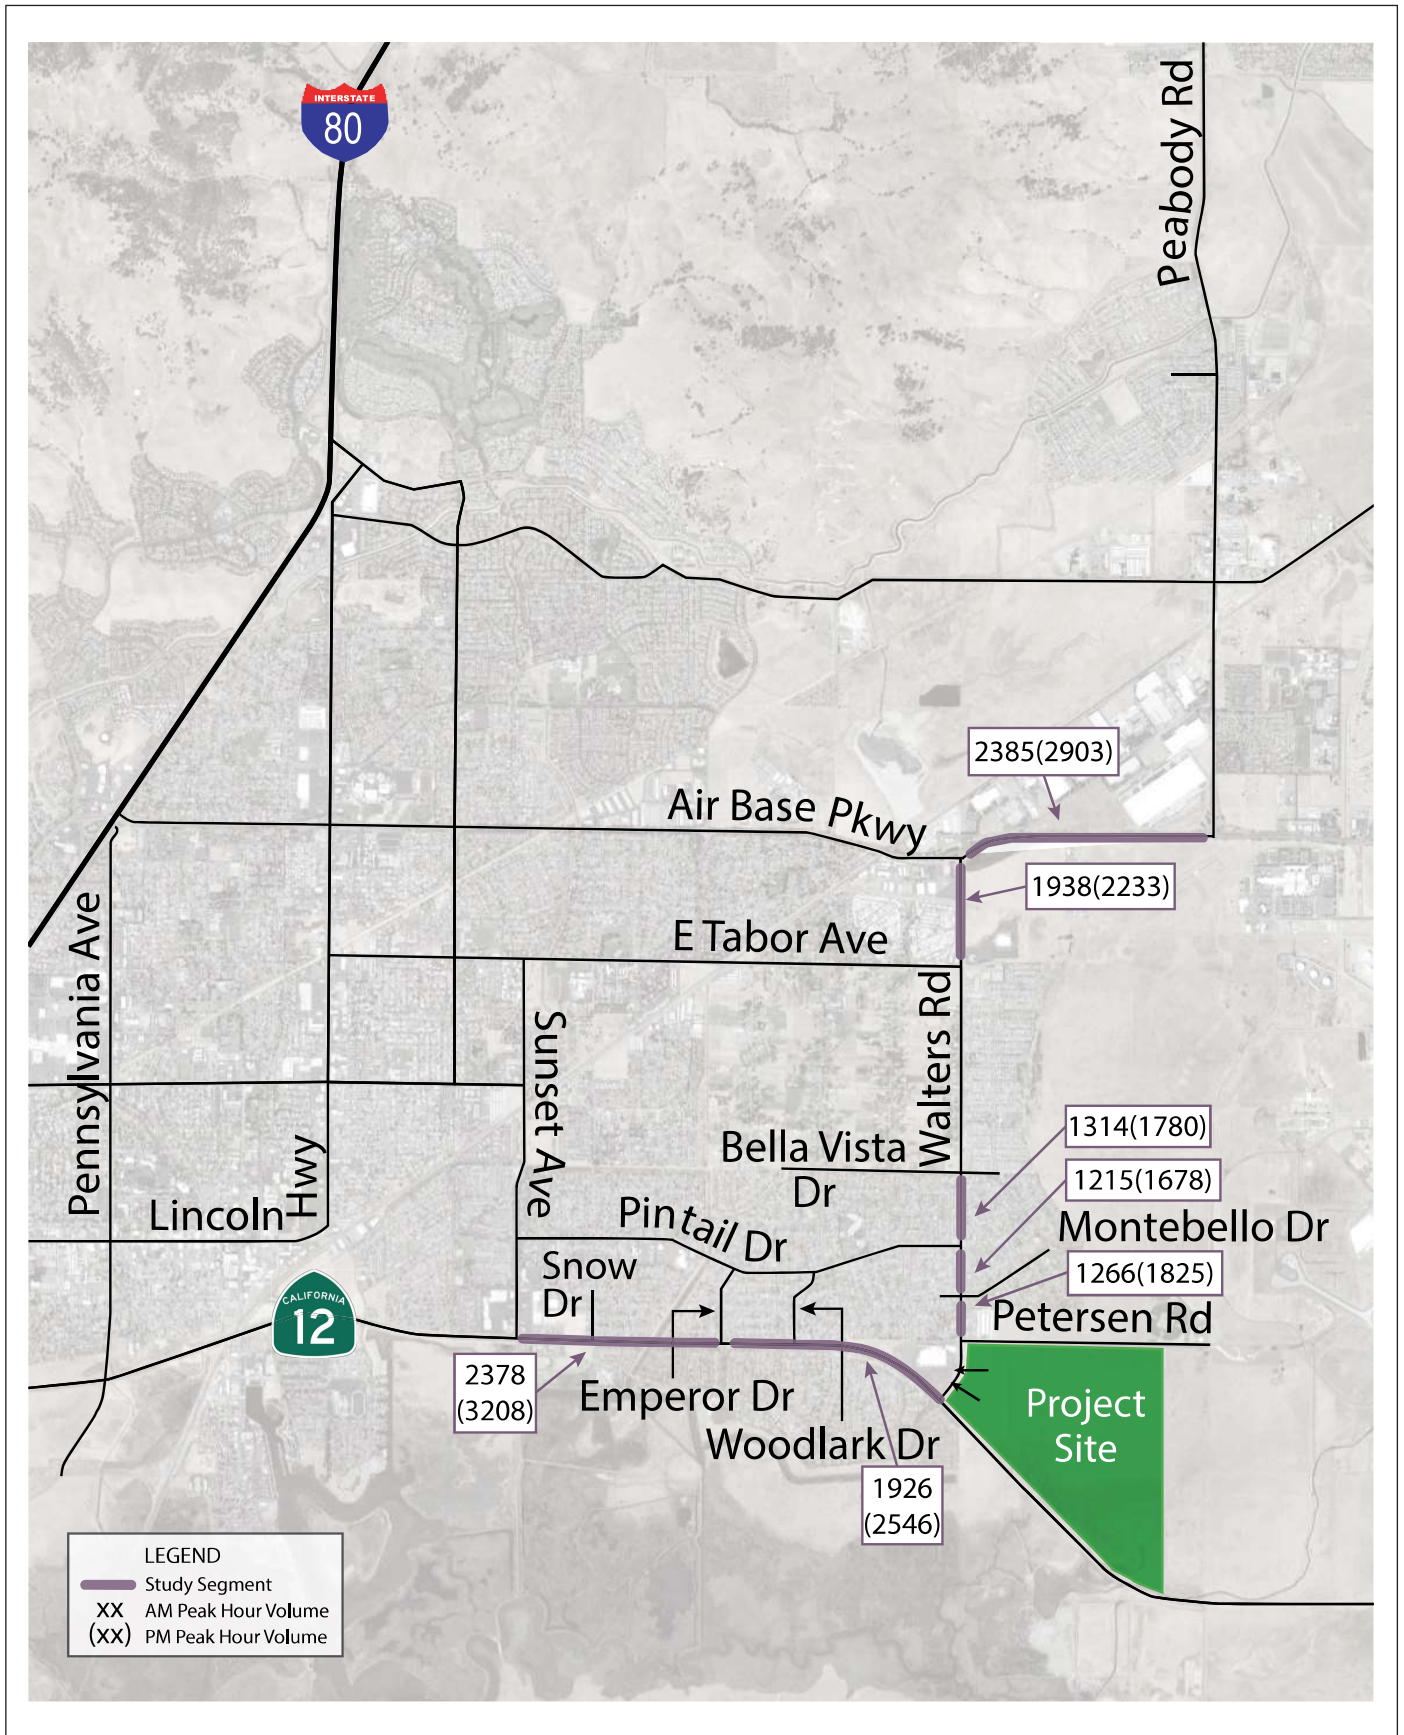 INTERSTATE
80
Peabody Rd
2385(2903)
Air Base Pkwy
1938(2233)
E Tabor Ave
Pennsylvania Ave
Walters Rd
Sunset Ave
1314(1780)
Bella Vista
Dr
1215(1678)
Lincoln Hwy
Pintail Dr
Montebello Dr
Snow
Dr
1266(1825)
CALIFORNIA
12
Petersen Rd
2378
(3208)
Emperor Dr
Project
Site
Woodlark Dr
1926
(2546)
LEGEND
Study Segment
XX AM Peak Hour Volume
(XX) PM Peak Hour Volume